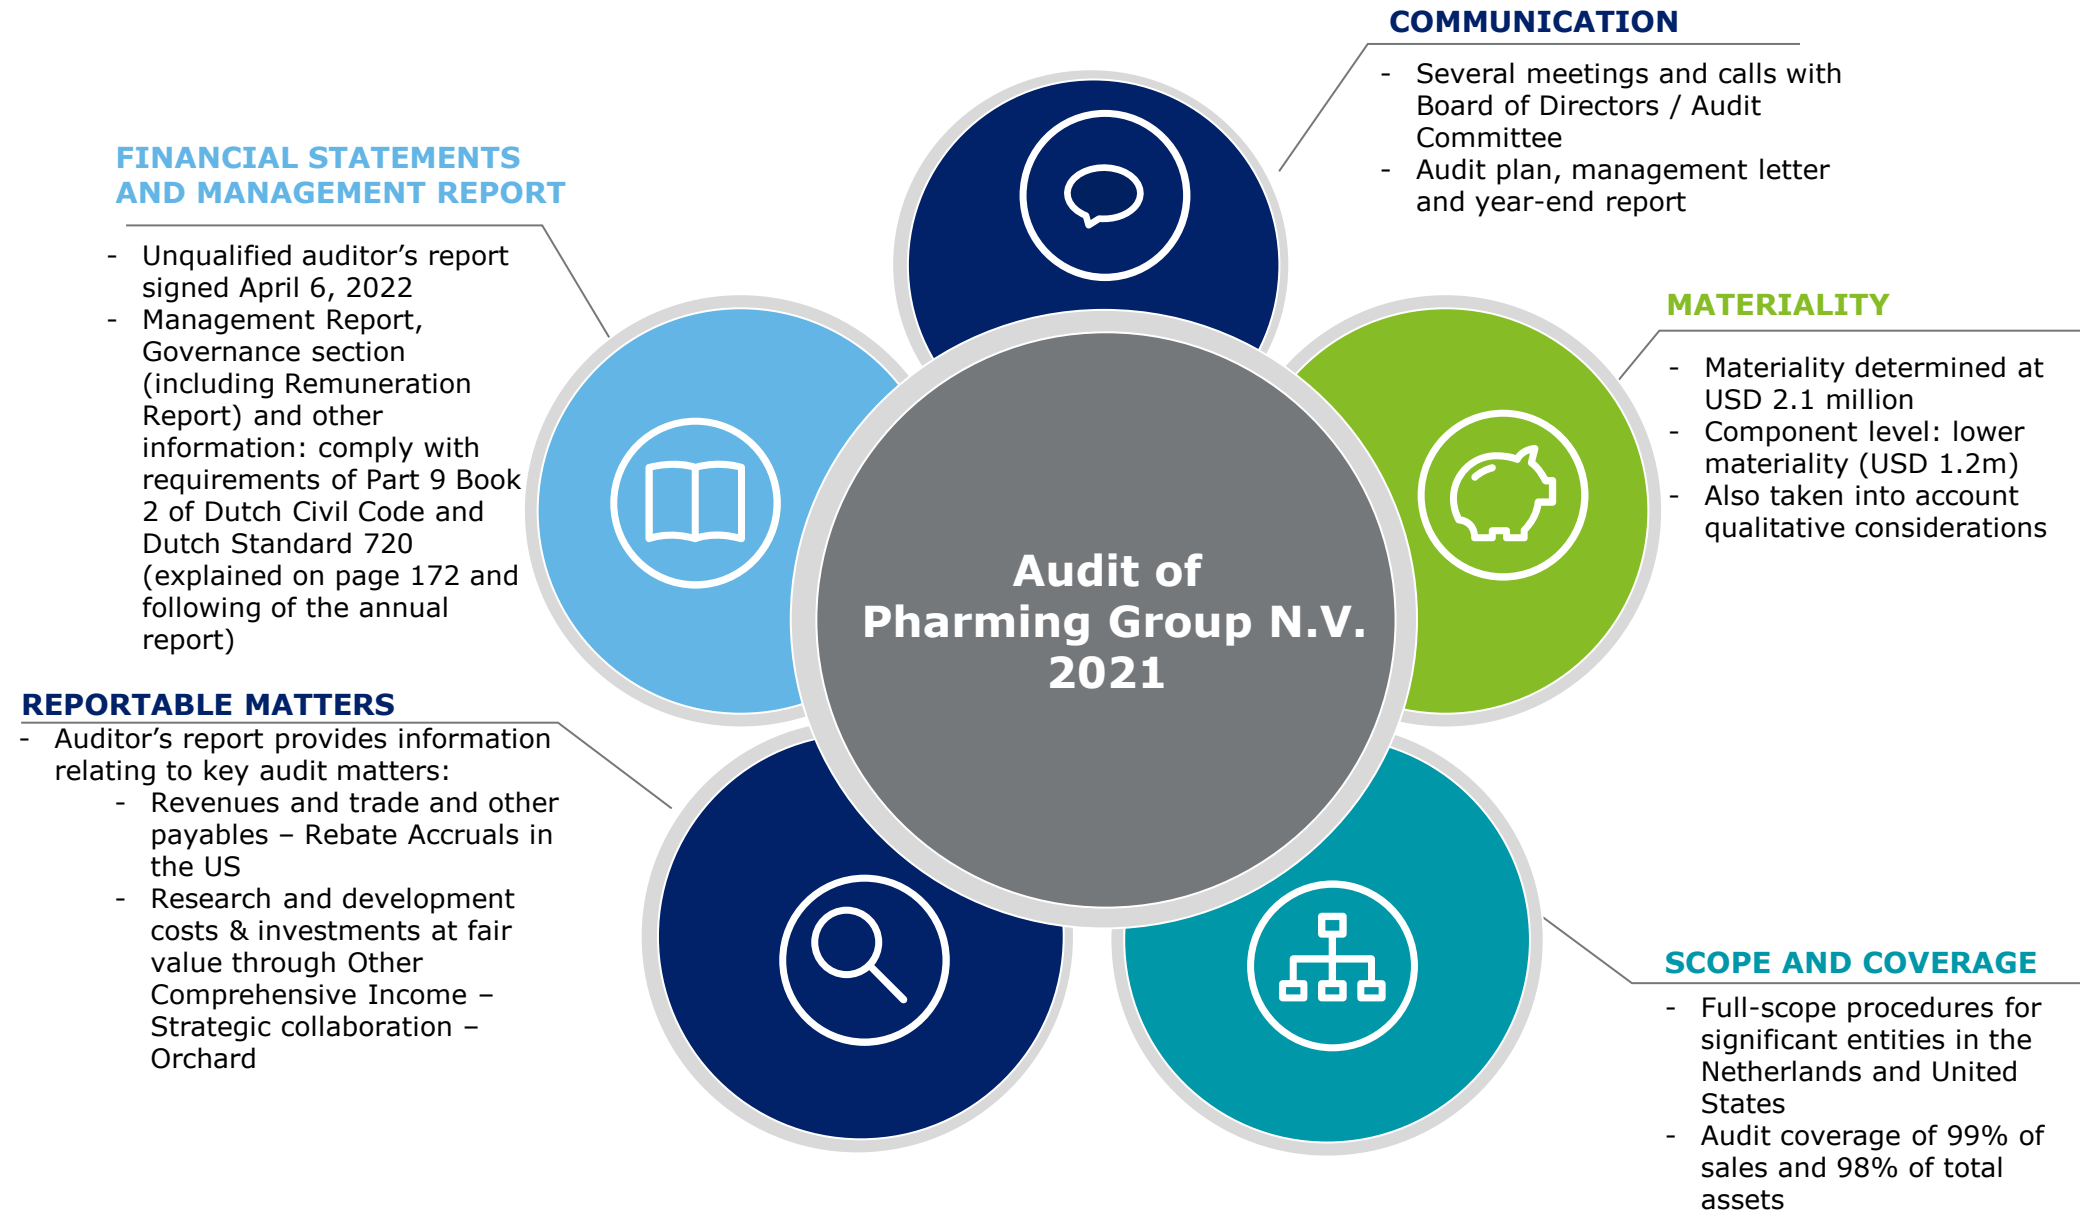 COMMUNICATION
- Several meetings and calls with
Board of Directors / Audit
Committee
- Audit plan, management letter
and year-end report
FINANCIAL STATEMENTS
AND MANAGEMENT REPORT
- Unqualified auditor’s report
signed April 6, 2022
- Management Report,
Governance section
(including Remuneration
Report) and other
information: comply with
requirements of Part 9 Book
2 of Dutch Civil Code and
Dutch Standard 720
(explained on page 172 and
following of the annual
report)
MATERIALITY
- Materiality determined at
USD 2.1 million
- Component level: lower
materiality (USD 1.2m)
- Also taken into account
qualitative considerations
Audit of
Pharming Group N.V.
2021
REPORTABLE MATTERS
- Auditor’s report provides information
relating to key audit matters:
- Revenues and trade and other
payables – Rebate Accruals in
the US
- Research and development
costs & investments at fair
value through Other
Comprehensive Income –
Strategic collaboration –
Orchard
SCOPE AND COVERAGE
- Full-scope procedures for
significant entities in the
Netherlands and United
States
- Audit coverage of 99% of
sales and 98% of total
assets